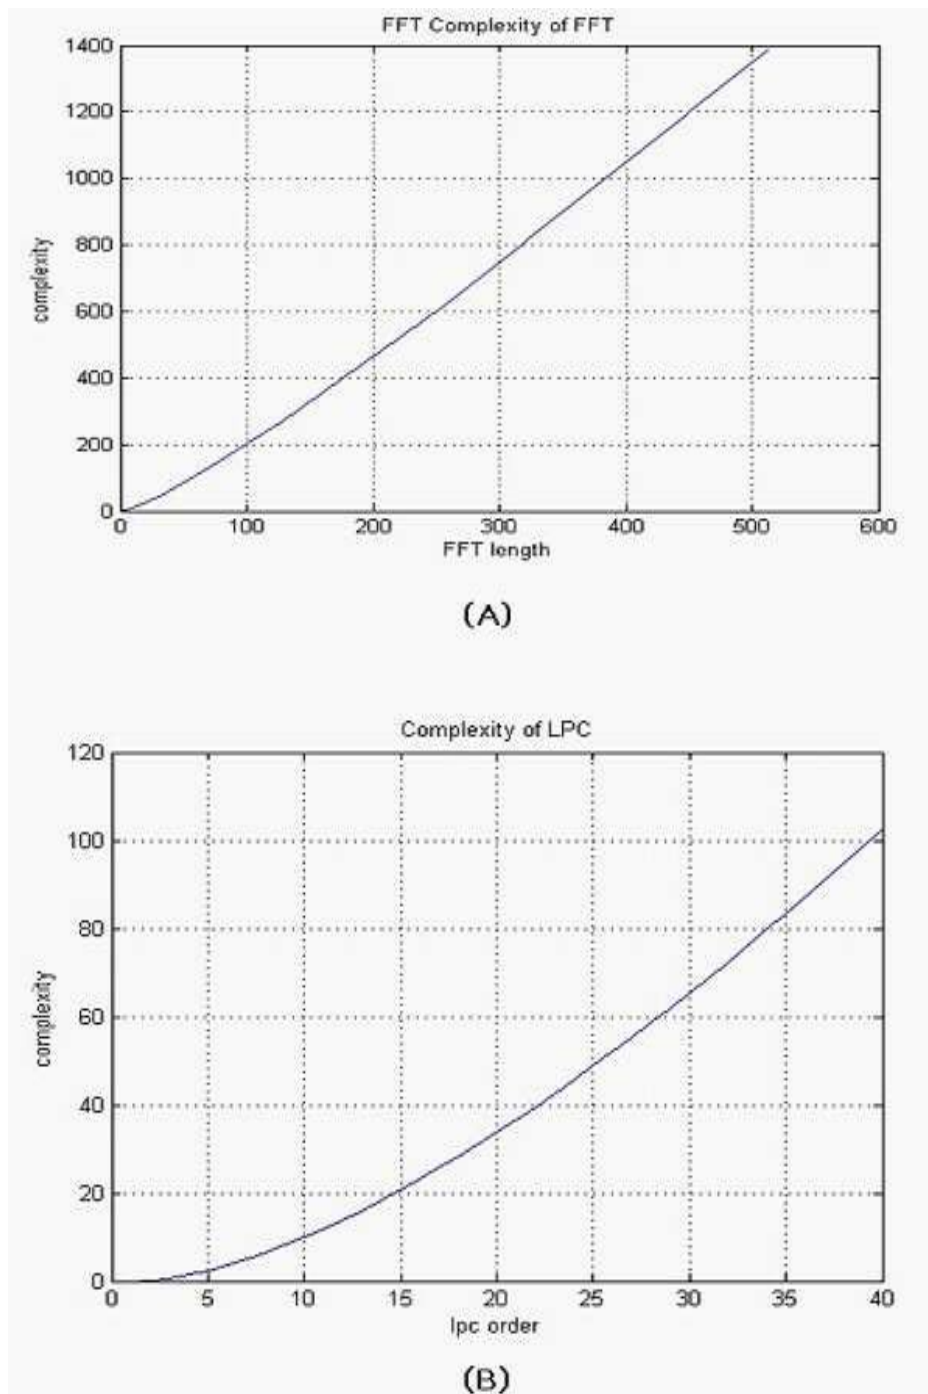 FFT Complexity of FFT
1400
1200
1000
800
600
400
200
0
complexity
0 100 200 300 400 500 600
FFT length
(A)
Complexity of LPC
120
100
80
60
40
20
0
complexity
0 5 10 15 20 25 30 35 40
lpc order
(B)